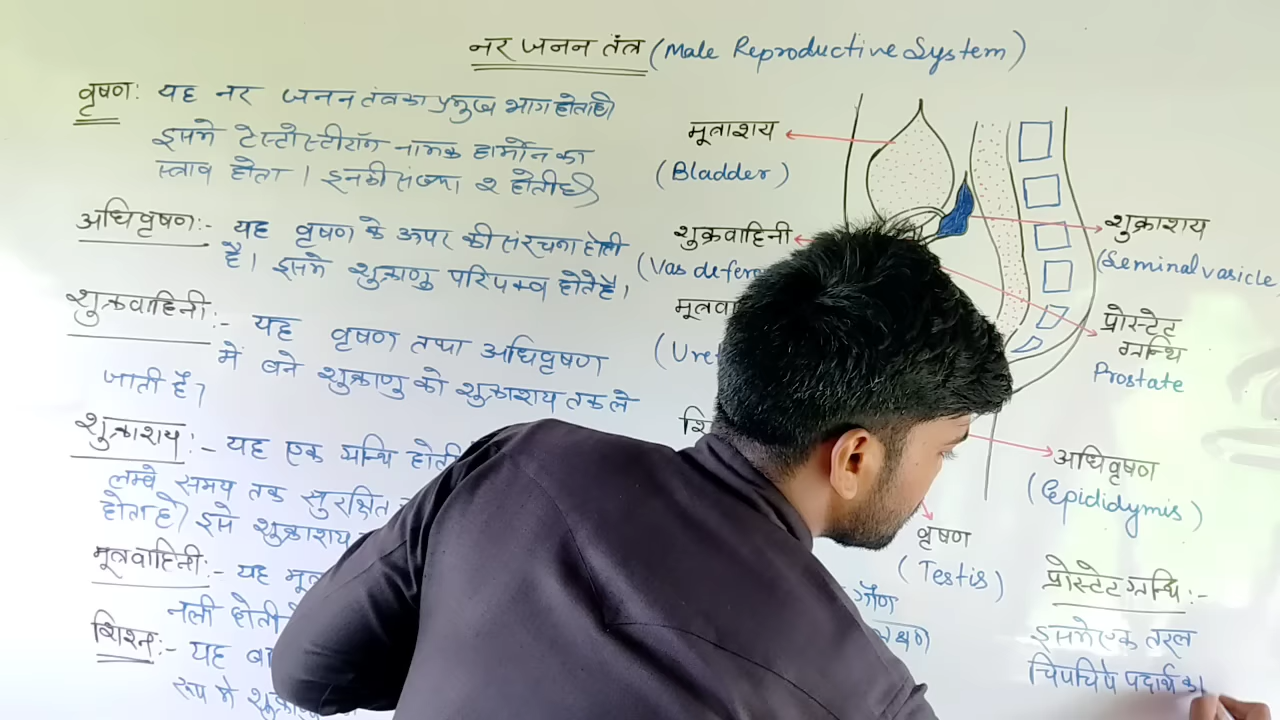 नर जनन तंत्र (Male Reproductive System)
वृषण: यह नर जनन तंत्र का प्रमुख भाग होता है।
इसमे टेस्टोस्टीरॉन नामक हार्मोन का
स्त्राव होता। इनकी संख्या 2 होती है।
अधिवृषण:- यह वृषण के ऊपर की संरचना होती
है। इसमे शुक्राणु परिपक्व होते है।
शुक्रवाहिनी:- यह वृषण तथा अधिवृषण
में बने शुक्राणु को शुक्राशय तक ले
जाती है।
शुक्राशय:- यह एक ग्रन्थि होती
लम्बे समय तक सुरक्षित
होता है। इसे शुक्राशय
मूत्रवाहिनी:- यह मूत्र
नली होती
शिश्न:- यह
रूप मे
मूत्राशय
(Bladder)
शुक्रवाहिनी
(Vas defere
मूत्रवा
(Ure
शि
शुक्राशय
(Seminal vasicle
प्रोस्टेट
ग्रन्थि
Prostate
अधिवृषण
(Epididymis)
वृषण
(Testis)
गौण
प्रोस्टेट ग्रन्थि:-
इसमे एक तरल
चिपचिपे पदार्थ का